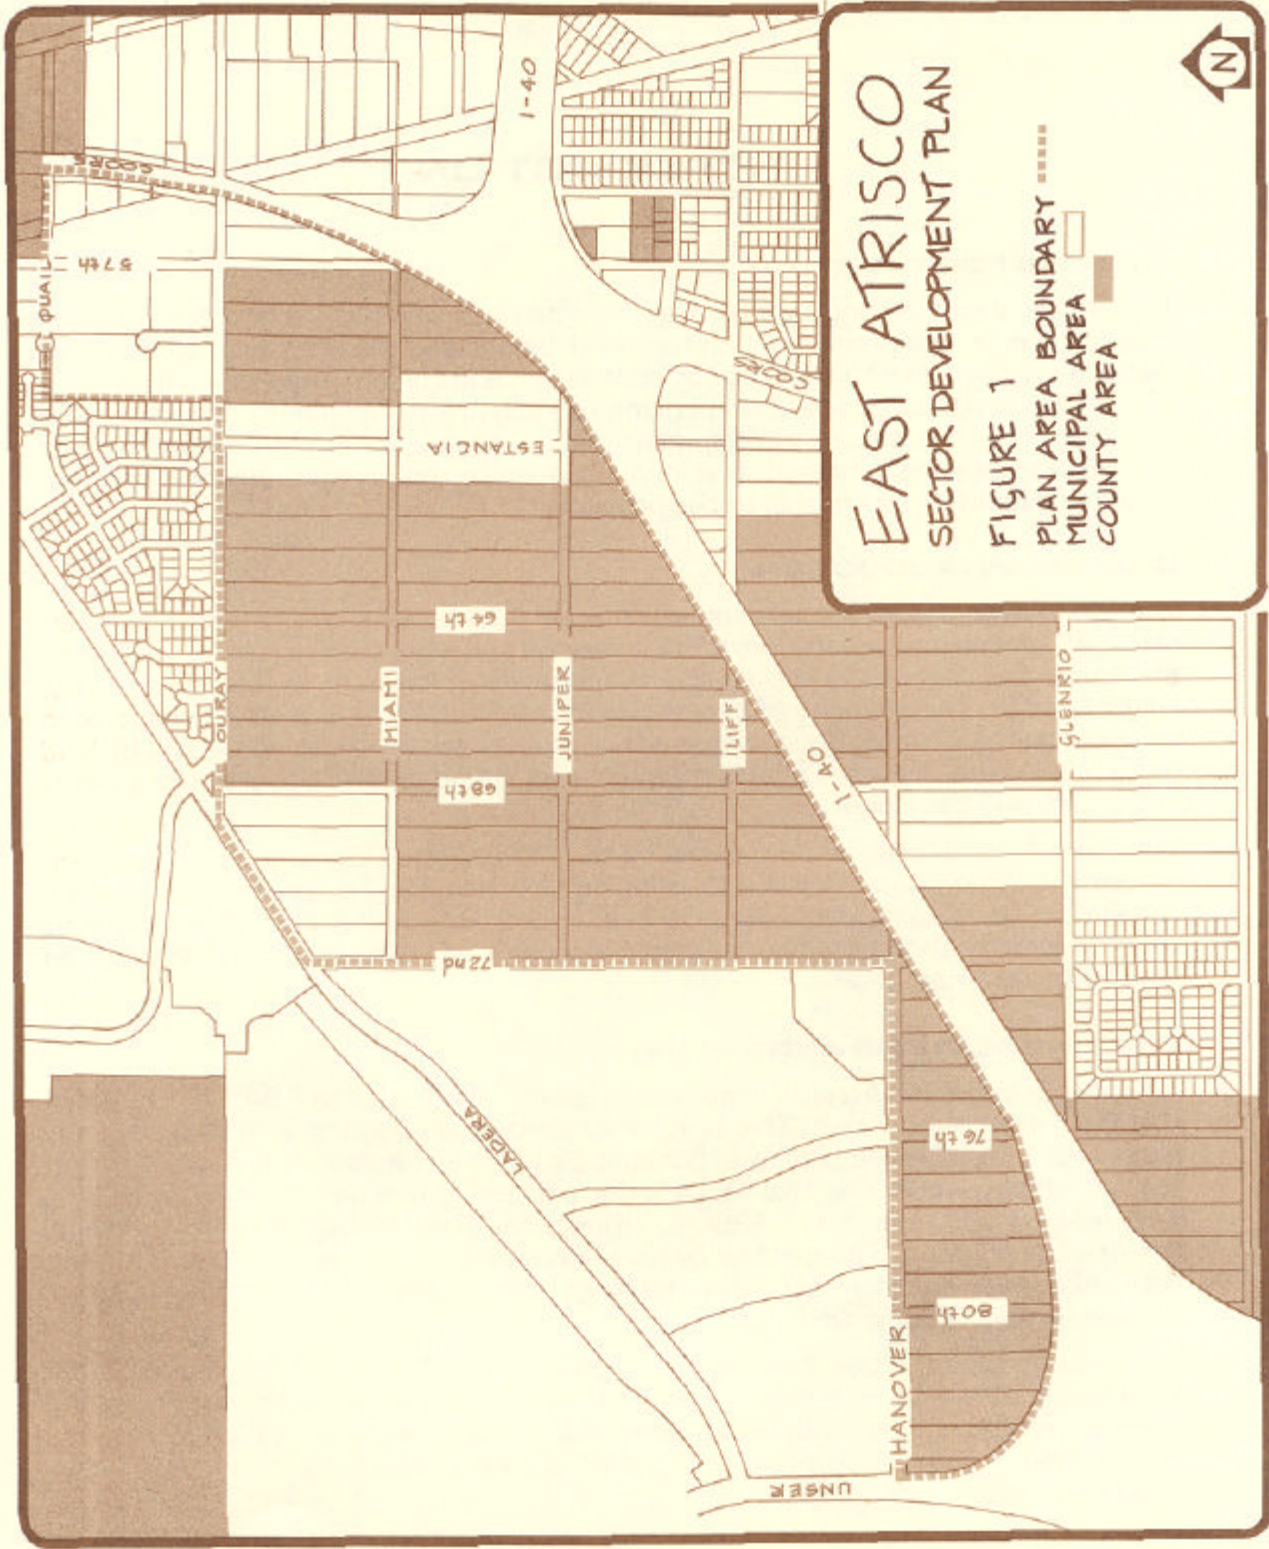 EAST ATRISCO
SECTOR DEVELOPMENT PLAN
FIGURE 1
PLAN AREA BOUNDARY
MUNICIPAL AREA
COUNTY AREA
N
COORS
I-40
QUAIL
57th
ESTANCIA
COORS
64th
OURAY
MIAMI
JUNIPER
ILIFF
GLENRIO
68th
I-40
72nd
LADERA
76th
80th
HANOVER
UNSER